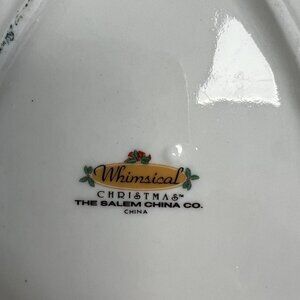 Whimsical
CHRISTMAS™
THE SALEM CHINA CO.
CHINA